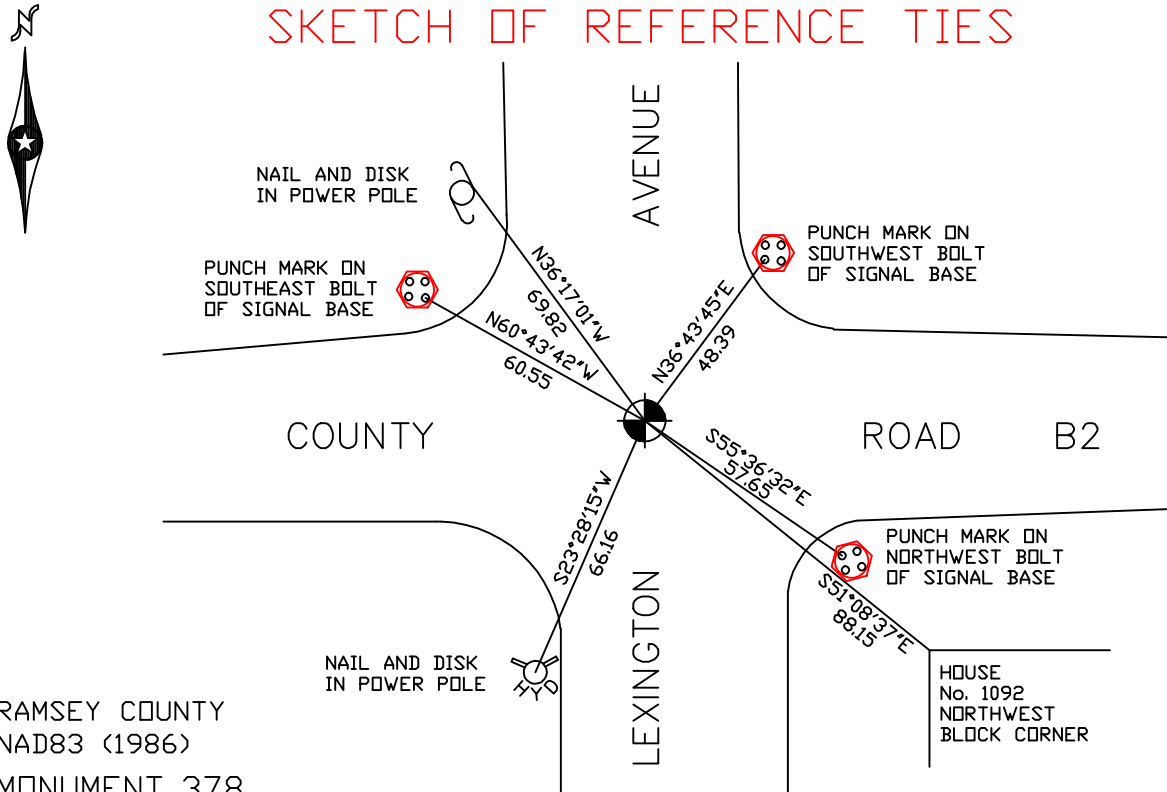 SKETCH OF REFERENCE TIES
N
AVENUE
NAIL AND DISK
IN POWER POLE
PUNCH MARK ON
SOUTHWEST BOLT
OF SIGNAL BASE
PUNCH MARK ON
SOUTHEAST BOLT
OF SIGNAL BASE
N36°17'01"W
69.82
N36°43'45"E
48.39
N60°43'42"W
60.55
COUNTY
ROAD B2
S55°36'32"E
57.65
S23°28'15"W
66.16
PUNCH MARK ON
NORTHWEST BOLT
OF SIGNAL BASE
S51°08'37"E
88.15
LEXINGTON
NAIL AND DISK
IN POWER POLE
HYD
HOUSE
No. 1092
NORTHWEST
BLOCK CORNER
RAMSEY COUNTY
NAD83 (1986)
MONUMENT 378